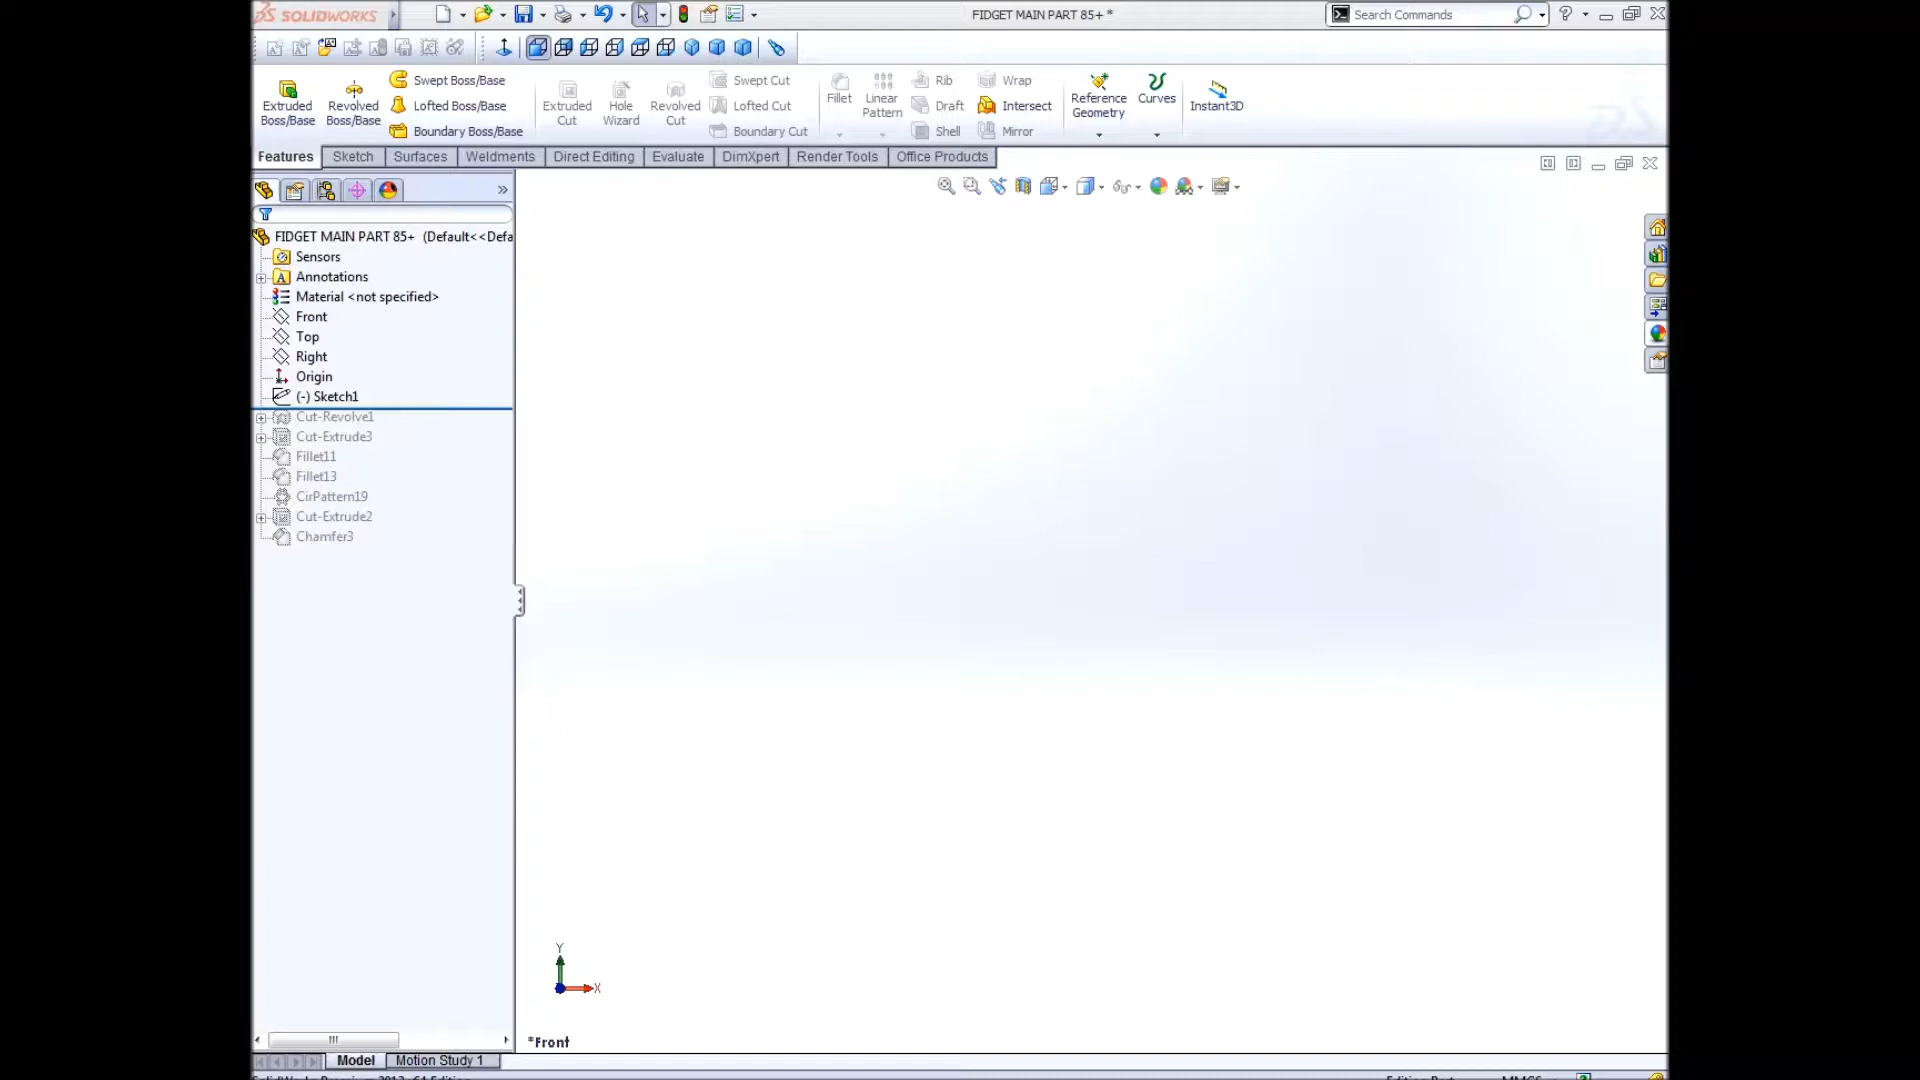 SOLIDWORKS
FIDGET MAIN PART 85+ *
Search Commands
Extruded Boss/Base
Revolved Boss/Base
Swept Boss/Base
Lofted Boss/Base
Boundary Boss/Base
Extruded Cut
Hole Wizard
Revolved Cut
Swept Cut
Lofted Cut
Boundary Cut
Fillet
Linear Pattern
Rib
Draft
Shell
Wrap
Intersect
Mirror
Reference Geometry
Curves
Instant3D
Features Sketch Surfaces Weldments Direct Editing Evaluate DimXpert Render Tools Office Products
FIDGET MAIN PART 85+ (Default<<Defa
Sensors
Annotations
Material <not specified>
Front
Top
Right
Origin
(-) Sketch1
Cut-Revolve1
Cut-Extrude3
Fillet11
Fillet13
CirPattern19
Cut-Extrude2
Chamfer3
Y
X
*Front
Model Motion Study 1